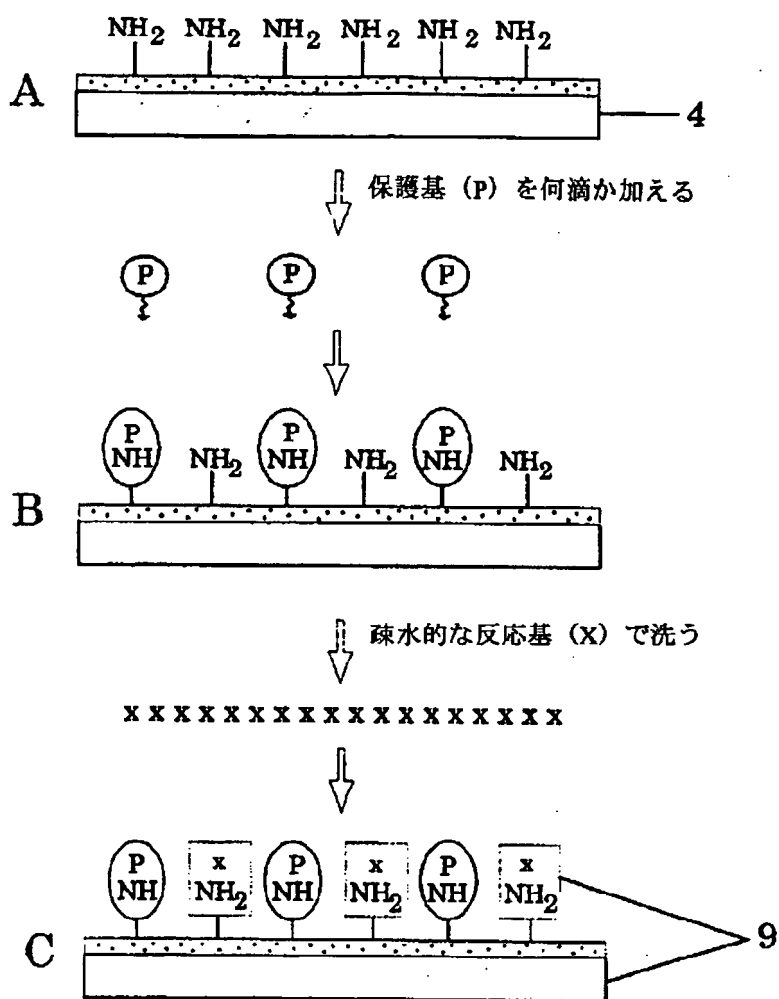 NH2 NH2 NH2 NH2 NH2 NH2
A
4
保護基 (P) を何滴か加える
P P P
P NH2 P NH2 P NH2
NH NH NH
B
疎水的な反応基 (X) で洗う
x x x x x x x x x x x x x x x x x x
P x P x P x
NH NH2 NH NH2 NH NH2
C
9